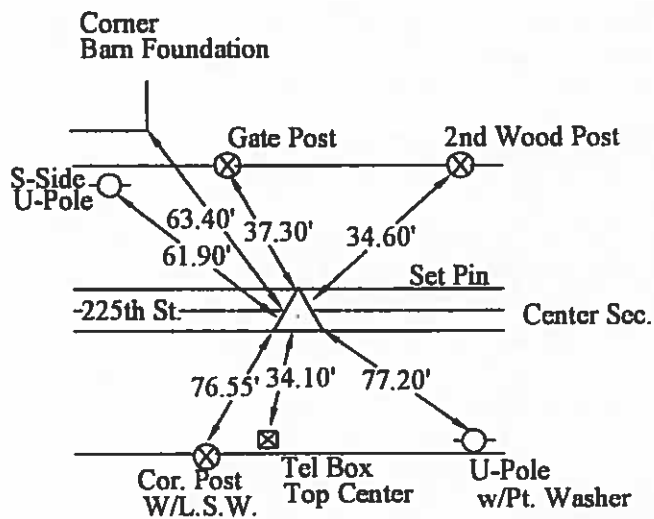 Corner
Barn Foundation
Gate Post
2nd Wood Post
S-Side
U-Pole
63.40'
37.30'
34.60'
61.90'
Set Pin
225th St.
Center Sec.
76.55'
34.10'
77.20'
Cor. Post
W/L.S.W.
Tel Box
Top Center
U-Pole
w/Pt. Washer